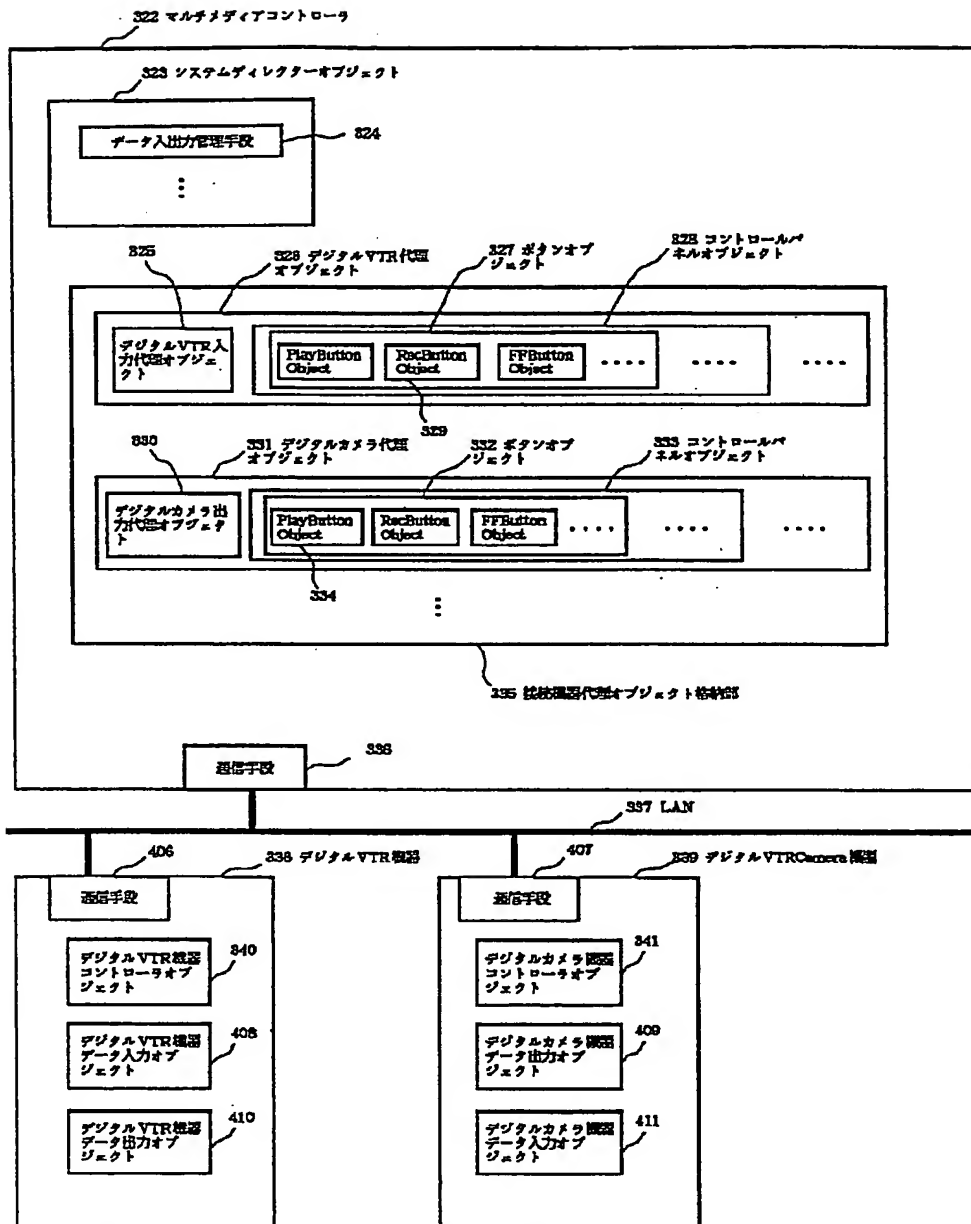 322 マルチメディアコントローラ
323 システムディレクターオブジェクト
324
データ入出力管理手段
325
326 デジタルVTR代理
オブジェクト
327 ボタンオブ
ジェクト
328 コントロールパ
ネルオブジェクト
デジタルVTR入
力代理オブジェ
クト
PlayButton
Object
RecButton
Object
FFButton
Object
329
330
331 デジタルカメラ代理
オブジェクト
332 ボタンオブ
ジェクト
333 コントロールパ
ネルオブジェクト
デジタルカメラ出
力代理オブジェク
ト
PlayButton
Object
RecButton
Object
FFButton
Object
334
335 接続機器代理オブジェクト格納部
336
通信手段
337 LAN
406
338 デジタルVTR機器
407
339 デジタルVTRCamera機器
通信手段
通信手段
デジタルVTR機器
コントローラオブ
ジェクト
340
デジタルカメラ機器
コントローラオブ
ジェクト
341
デジタルVTR機器
データ入力オブ
ジェクト
408
デジタルカメラ機器
データ出力オブ
ジェクト
409
デジタルVTR機器
データ出力オブ
ジェクト
410
デジタルカメラ機器
データ入力オブ
ジェクト
411